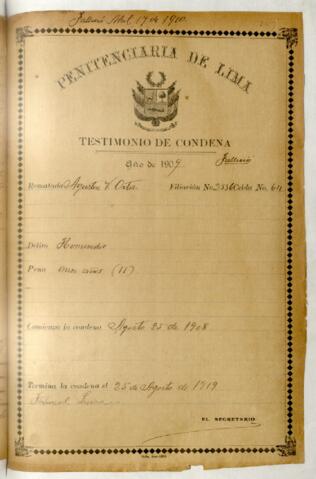 Falleció Abril 17 de 1910.
PENITENCIARIA DE LIMA
TESTIMONIO DE CONDENA
Año de 1909
Falleció
Rematado Agustín V. Filiación No. 2336 Celda No. 64
Delito Homicidio
Pena once años (11)
Comienza la condena Agosto 25 de 1908
Termina la condena el 25 de Agosto de 1919
EL SECRETARIO